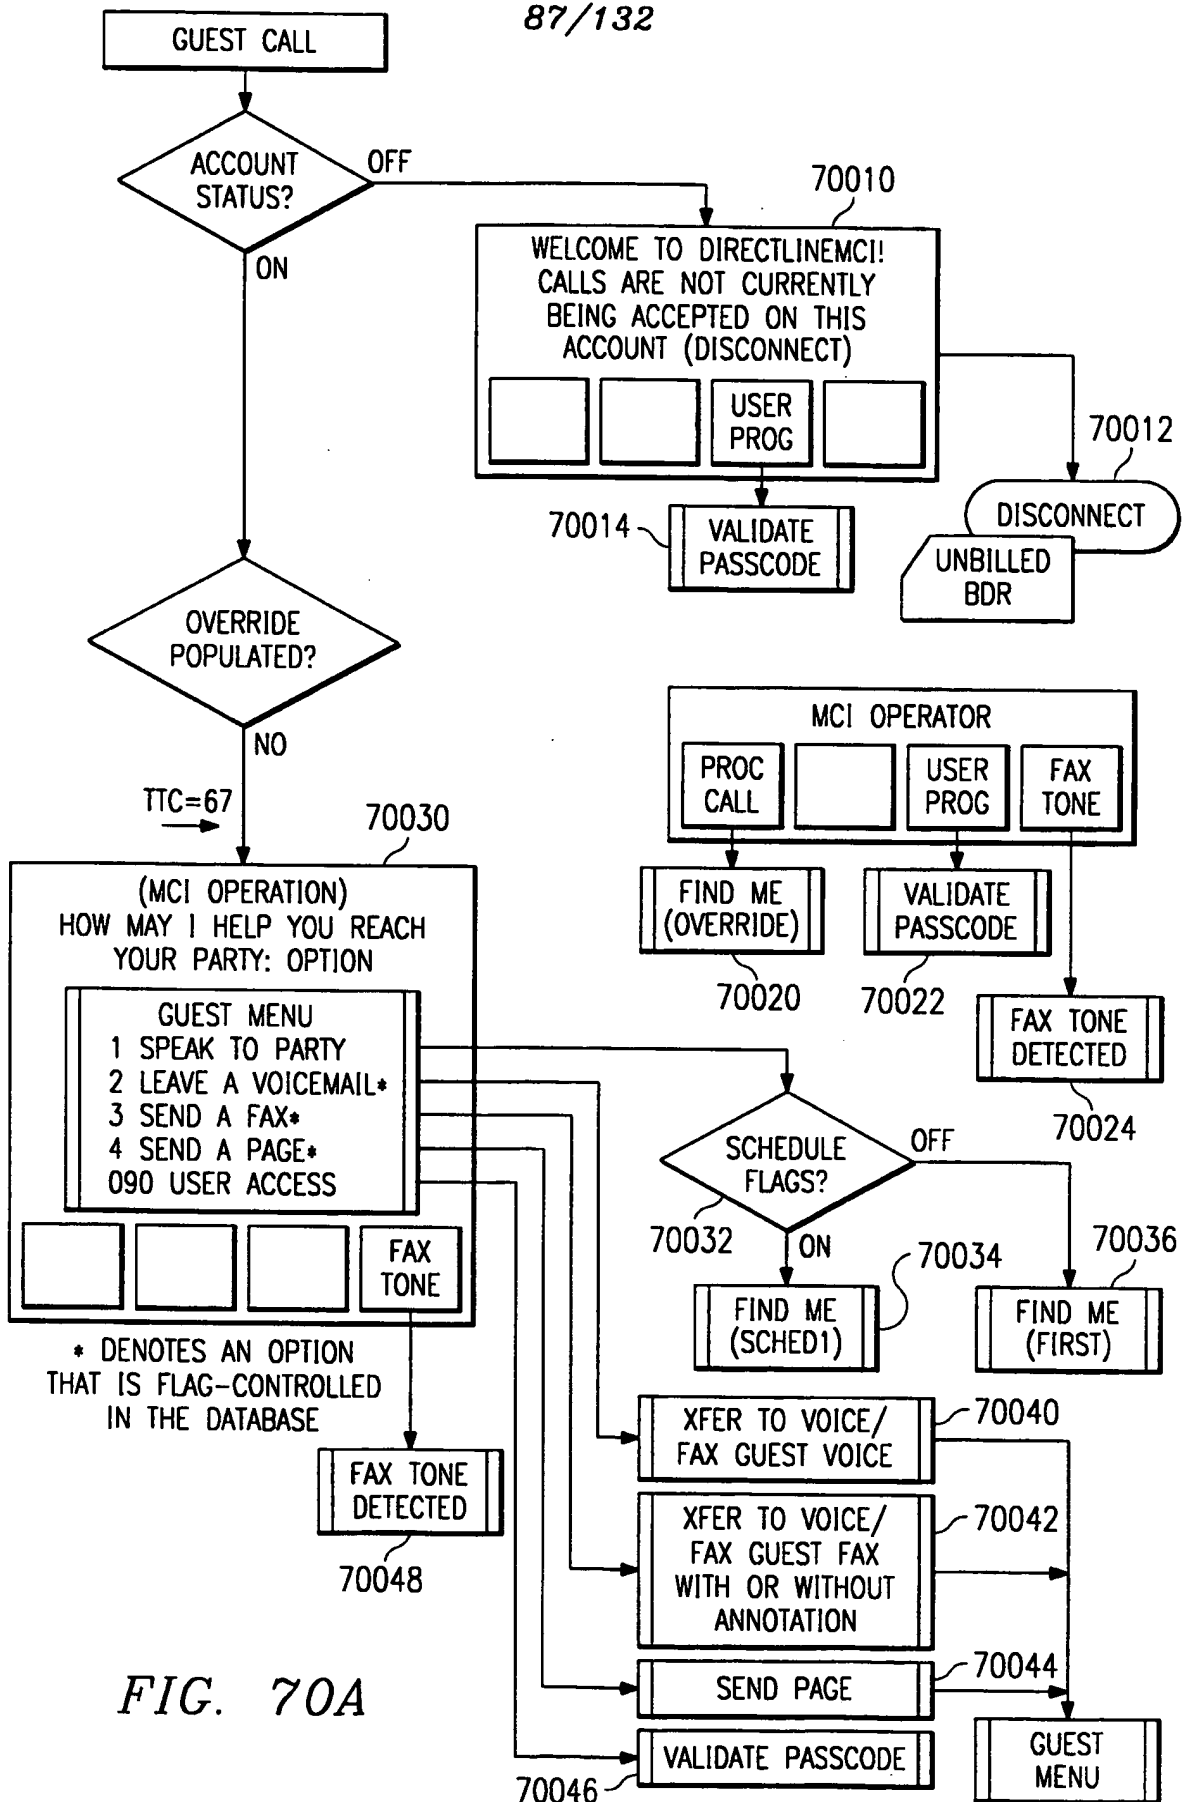 87/132
GUEST CALL
ACCOUNT
STATUS?
OFF
ON
70010
WELCOME TO DIRECTLINEMCI!
CALLS ARE NOT CURRENTLY
BEING ACCEPTED ON THIS
ACCOUNT (DISCONNECT)
USER
PROG
70012
DISCONNECT
UNBILLED
BDR
70014
VALIDATE
PASSCODE
OVERRIDE
POPULATED?
NO
TTC=67
MCI OPERATOR
PROC
CALL
USER
PROG
FAX
TONE
FIND ME
(OVERRIDE)
70020
VALIDATE
PASSCODE
70022
FAX TONE
DETECTED
70024
70030
(MCI OPERATION)
HOW MAY I HELP YOU REACH
YOUR PARTY: OPTION
GUEST MENU
1 SPEAK TO PARTY
2 LEAVE A VOICEMAIL*
3 SEND A FAX*
4 SEND A PAGE*
090 USER ACCESS
FAX
TONE
* DENOTES AN OPTION
THAT IS FLAG-CONTROLLED
IN THE DATABASE
FAX TONE
DETECTED
70048
SCHEDULE
FLAGS?
OFF
70032
ON
70034
FIND ME
(SCHED1)
70036
FIND ME
(FIRST)
XFER TO VOICE/
FAX GUEST VOICE
70040
XFER TO VOICE/
FAX GUEST FAX
WITH OR WITHOUT
ANNOTATION
70042
SEND PAGE
70044
VALIDATE PASSCODE
70046
GUEST
MENU
FIG. 70A